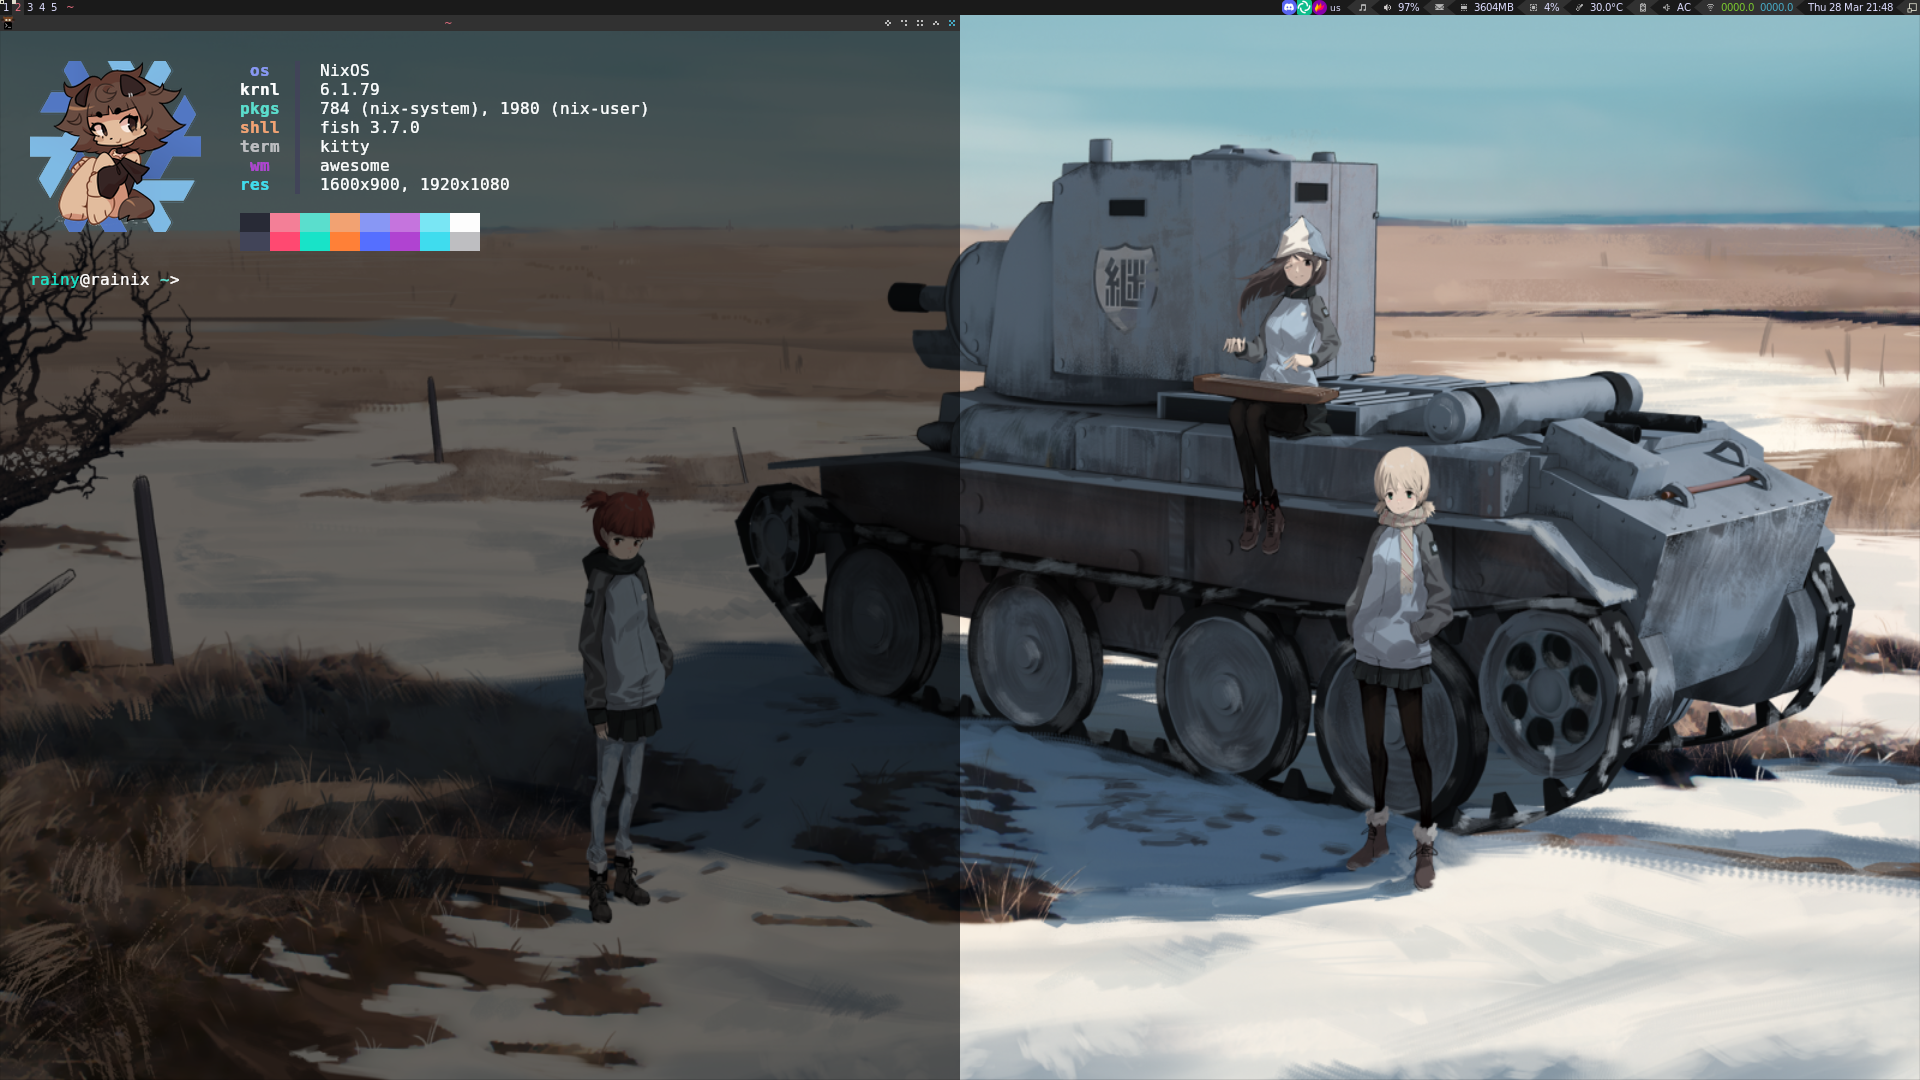 1 2 3 4 5 ~
us 97% 3604MB 4% 30.0°C AC 0000.0 0000.0 Thu 28 Mar 21:48
~
os NixOS
krnl 6.1.79
pkgs 784 (nix-system), 1980 (nix-user)
shll fish 3.7.0
term kitty
wm awesome
res 1600x900, 1920x1080
rainy@rainix ~>
継